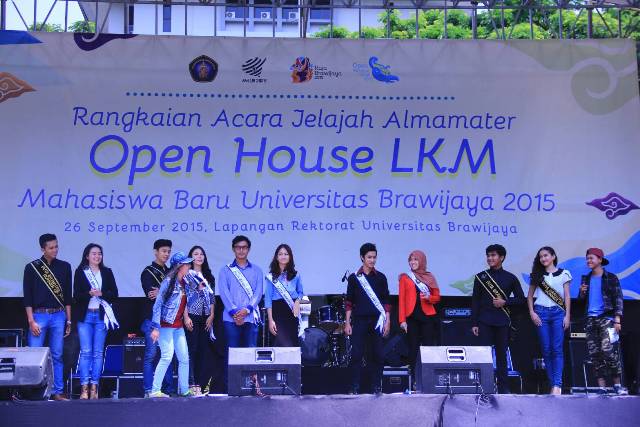 Rangkaian Acara Jelajah Almamater
Open House LKM
Mahasiswa Baru Universitas Brawijaya 2015
26 September 2015, Lapangan Rektorat Universitas Brawijaya